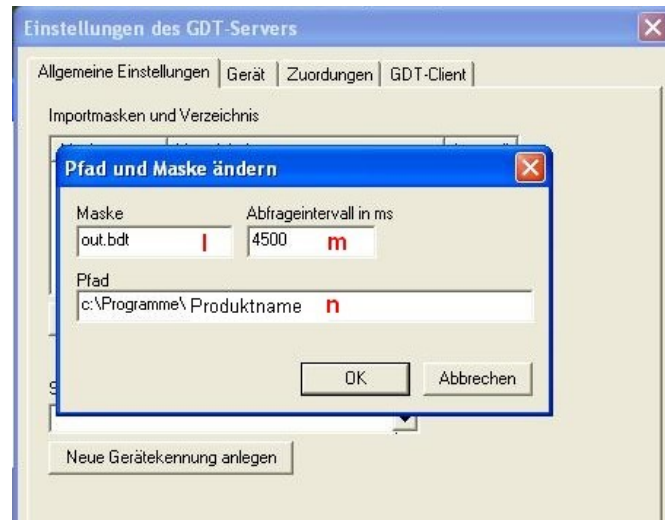 Einstellungen des GDT-Servers
Allgemeine Einstellungen Gerät Zuordungen GDT-Client
Importmasken und Verzeichnis
Pfad und Maske ändern
Maske Abfrageintervall in ms
out.bdt l 4500 m
Pfad
c:\Programme\ Produktname n
OK Abbrechen
S
Neue Gerätekennung anlegen